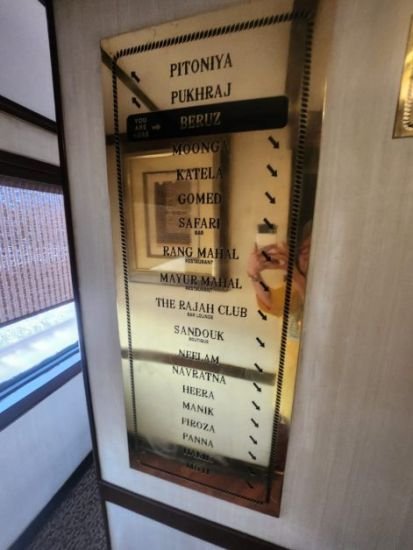 PITONIYA
PUKHRAJ
YOU ARE HERE BERUZ
MOONGA
KATELA
GOMED
SAFARI
BAR
RANG MAHAL
RESTAURANT
MAYUR MAHAL
RESTAURANT
THE RAJAH CLUB
BAR LOUNGE
SANDOUK
BOUTIQUE
NEELAM
NAVRATNA
HEERA
MANIK
FIROZA
PANNA
MOTI